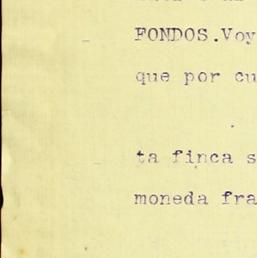 FONDOS.Voy
que por cu
ta finca s
moneda fra